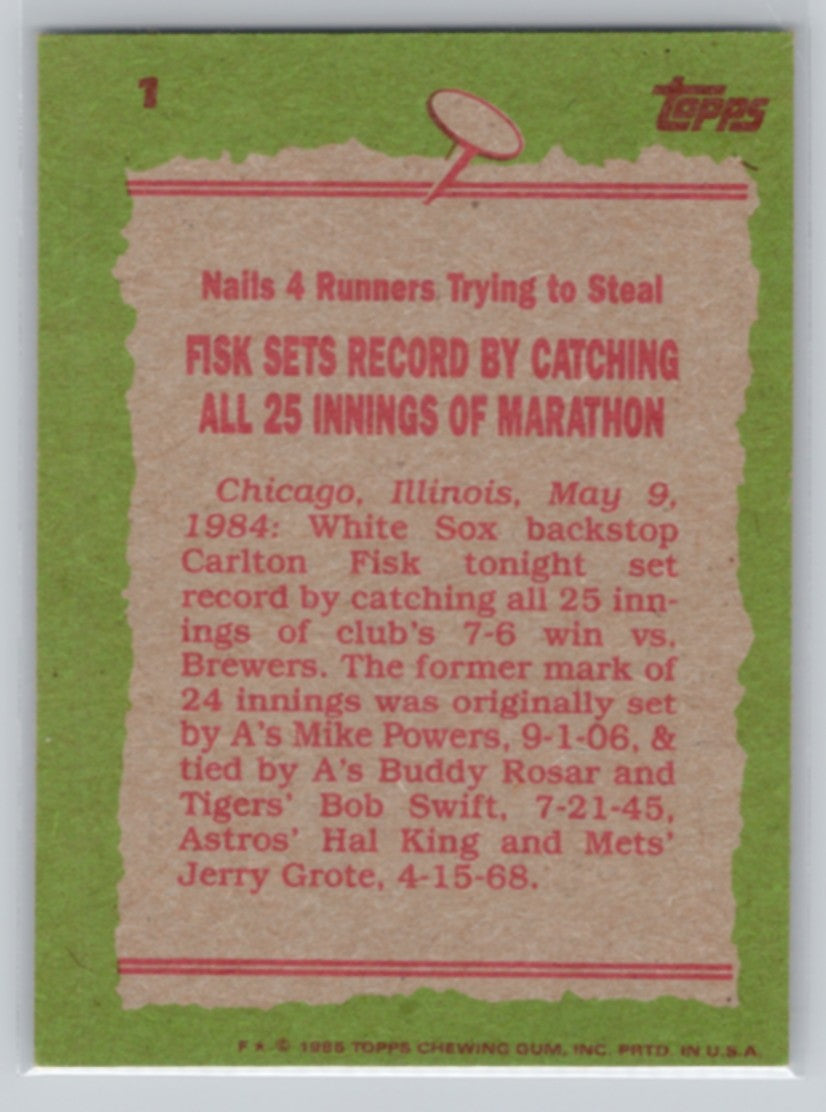 1
Topps
Nails 4 Runners Trying to Steal
FISK SETS RECORD BY CATCHING
ALL 25 INNINGS OF MARATHON
Chicago, Illinois, May 9,
1984: White Sox backstop
Carlton Fisk tonight set
record by catching all 25 inn-
ings of club's 7-6 win vs.
Brewers. The former mark of
24 innings was originally set
by A's Mike Powers, 9-1-06, &
tied by A's Buddy Rosar and
Tigers' Bob Swift, 7-21-45,
Astros' Hal King and Mets'
Jerry Grote, 4-15-68.
F★ © 1985 TOPPS CHEWING GUM, INC. PRTD. IN U.S.A.